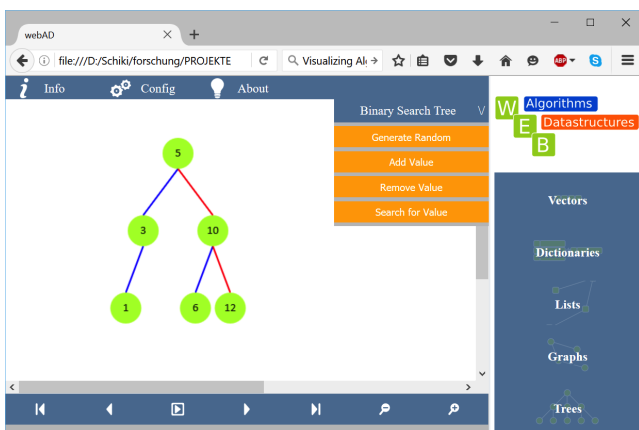 webAD
file:///D:/Schiki/forschung/PROJEKTE
Visualizing Al
ABP
S
Info
Config
About
Binary Search Tree
Generate Random
Add Value
Remove Value
Search for Value
5
3
10
1
6
12
W Algorithms
E Datastructures
B
Vectors
Dictionaries
Lists
Graphs
Trees